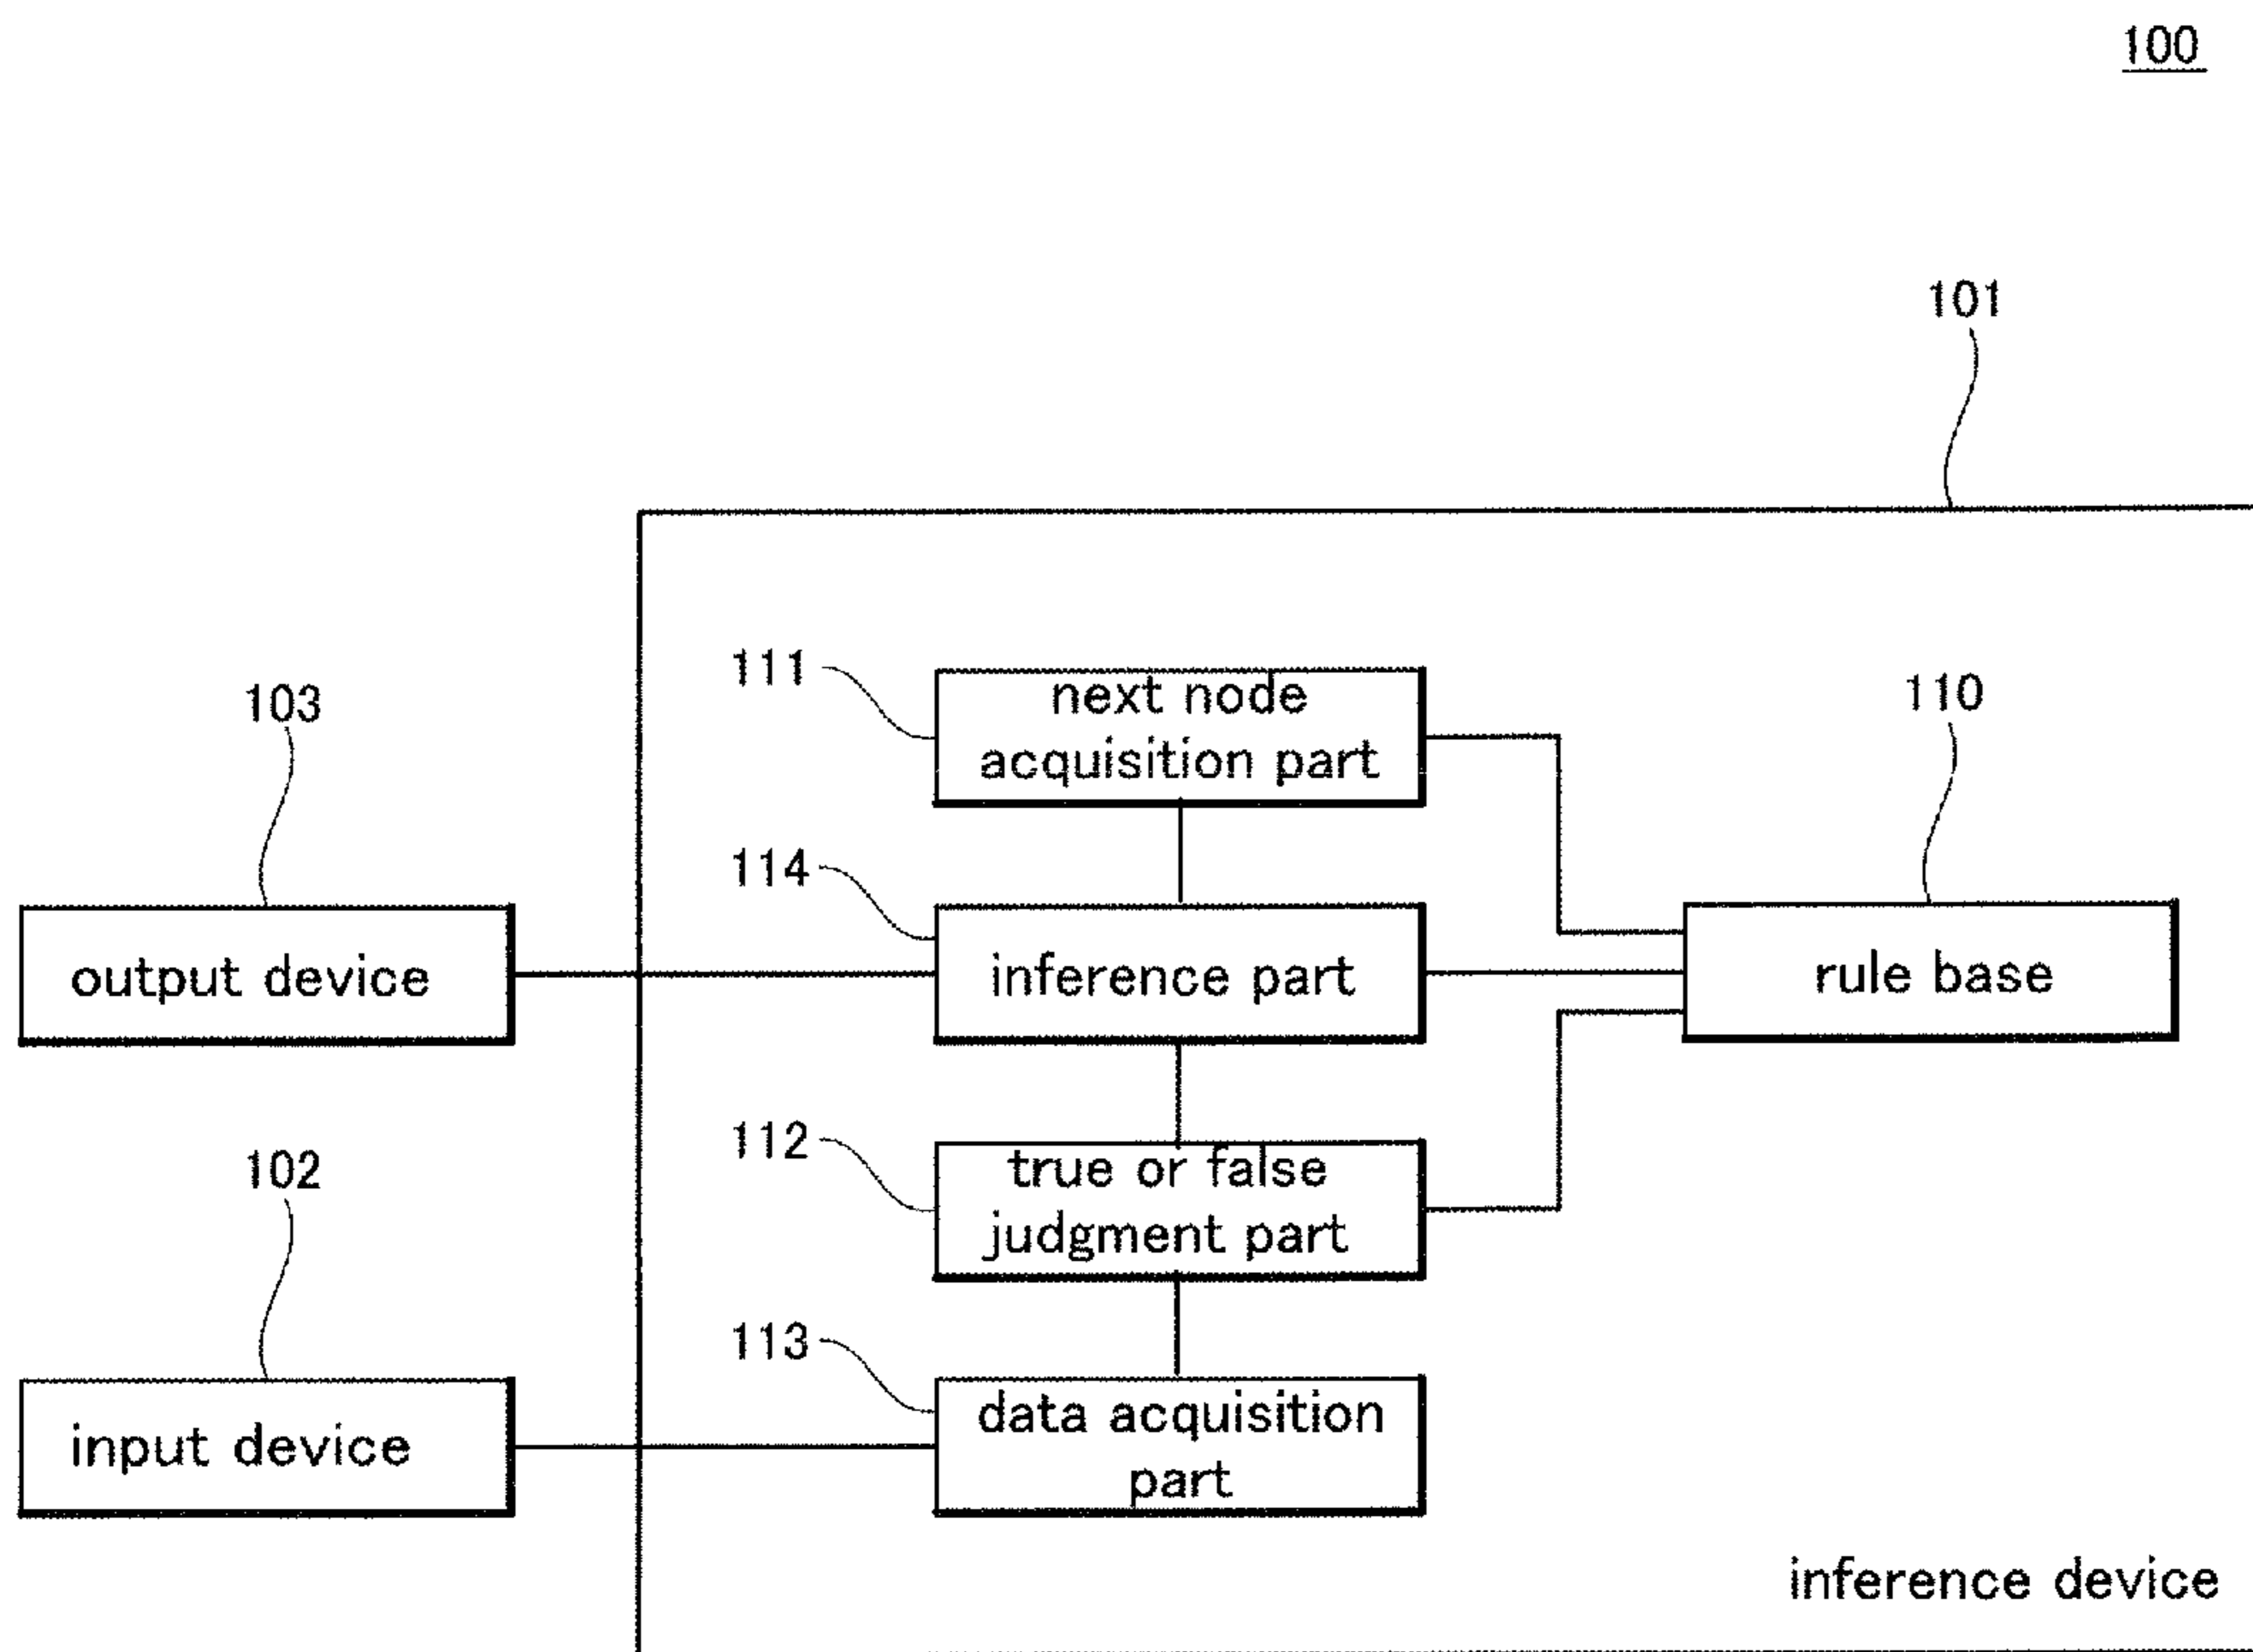 100
101
111
next node
acquisition part
103
110
114
output device
inference part
rule base
112
true or false
judgment part
102
113
input device
data acquisition
part
inference device